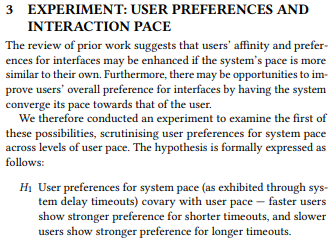 3 EXPERIMENT: USER PREFERENCES AND
INTERACTION PACE
The review of prior work suggests that users' affinity and prefer-
ences for interfaces may be enhanced if the system's pace is more
similar to their own. Furthermore, there may be opportunities to im-
prove users' overall preference for interfaces by having the system
converge its pace towards that of the user.
We therefore conducted an experiment to examine the first of
these possibilities, scrutinising user preferences for system pace
across levels of user pace. The hypothesis is formally expressed as
follows:
H1 User preferences for system pace (as exhibited through sys-
tem delay timeouts) covary with user pace — faster users
show stronger preference for shorter timeouts, and slower
users show stronger preference for longer timeouts.